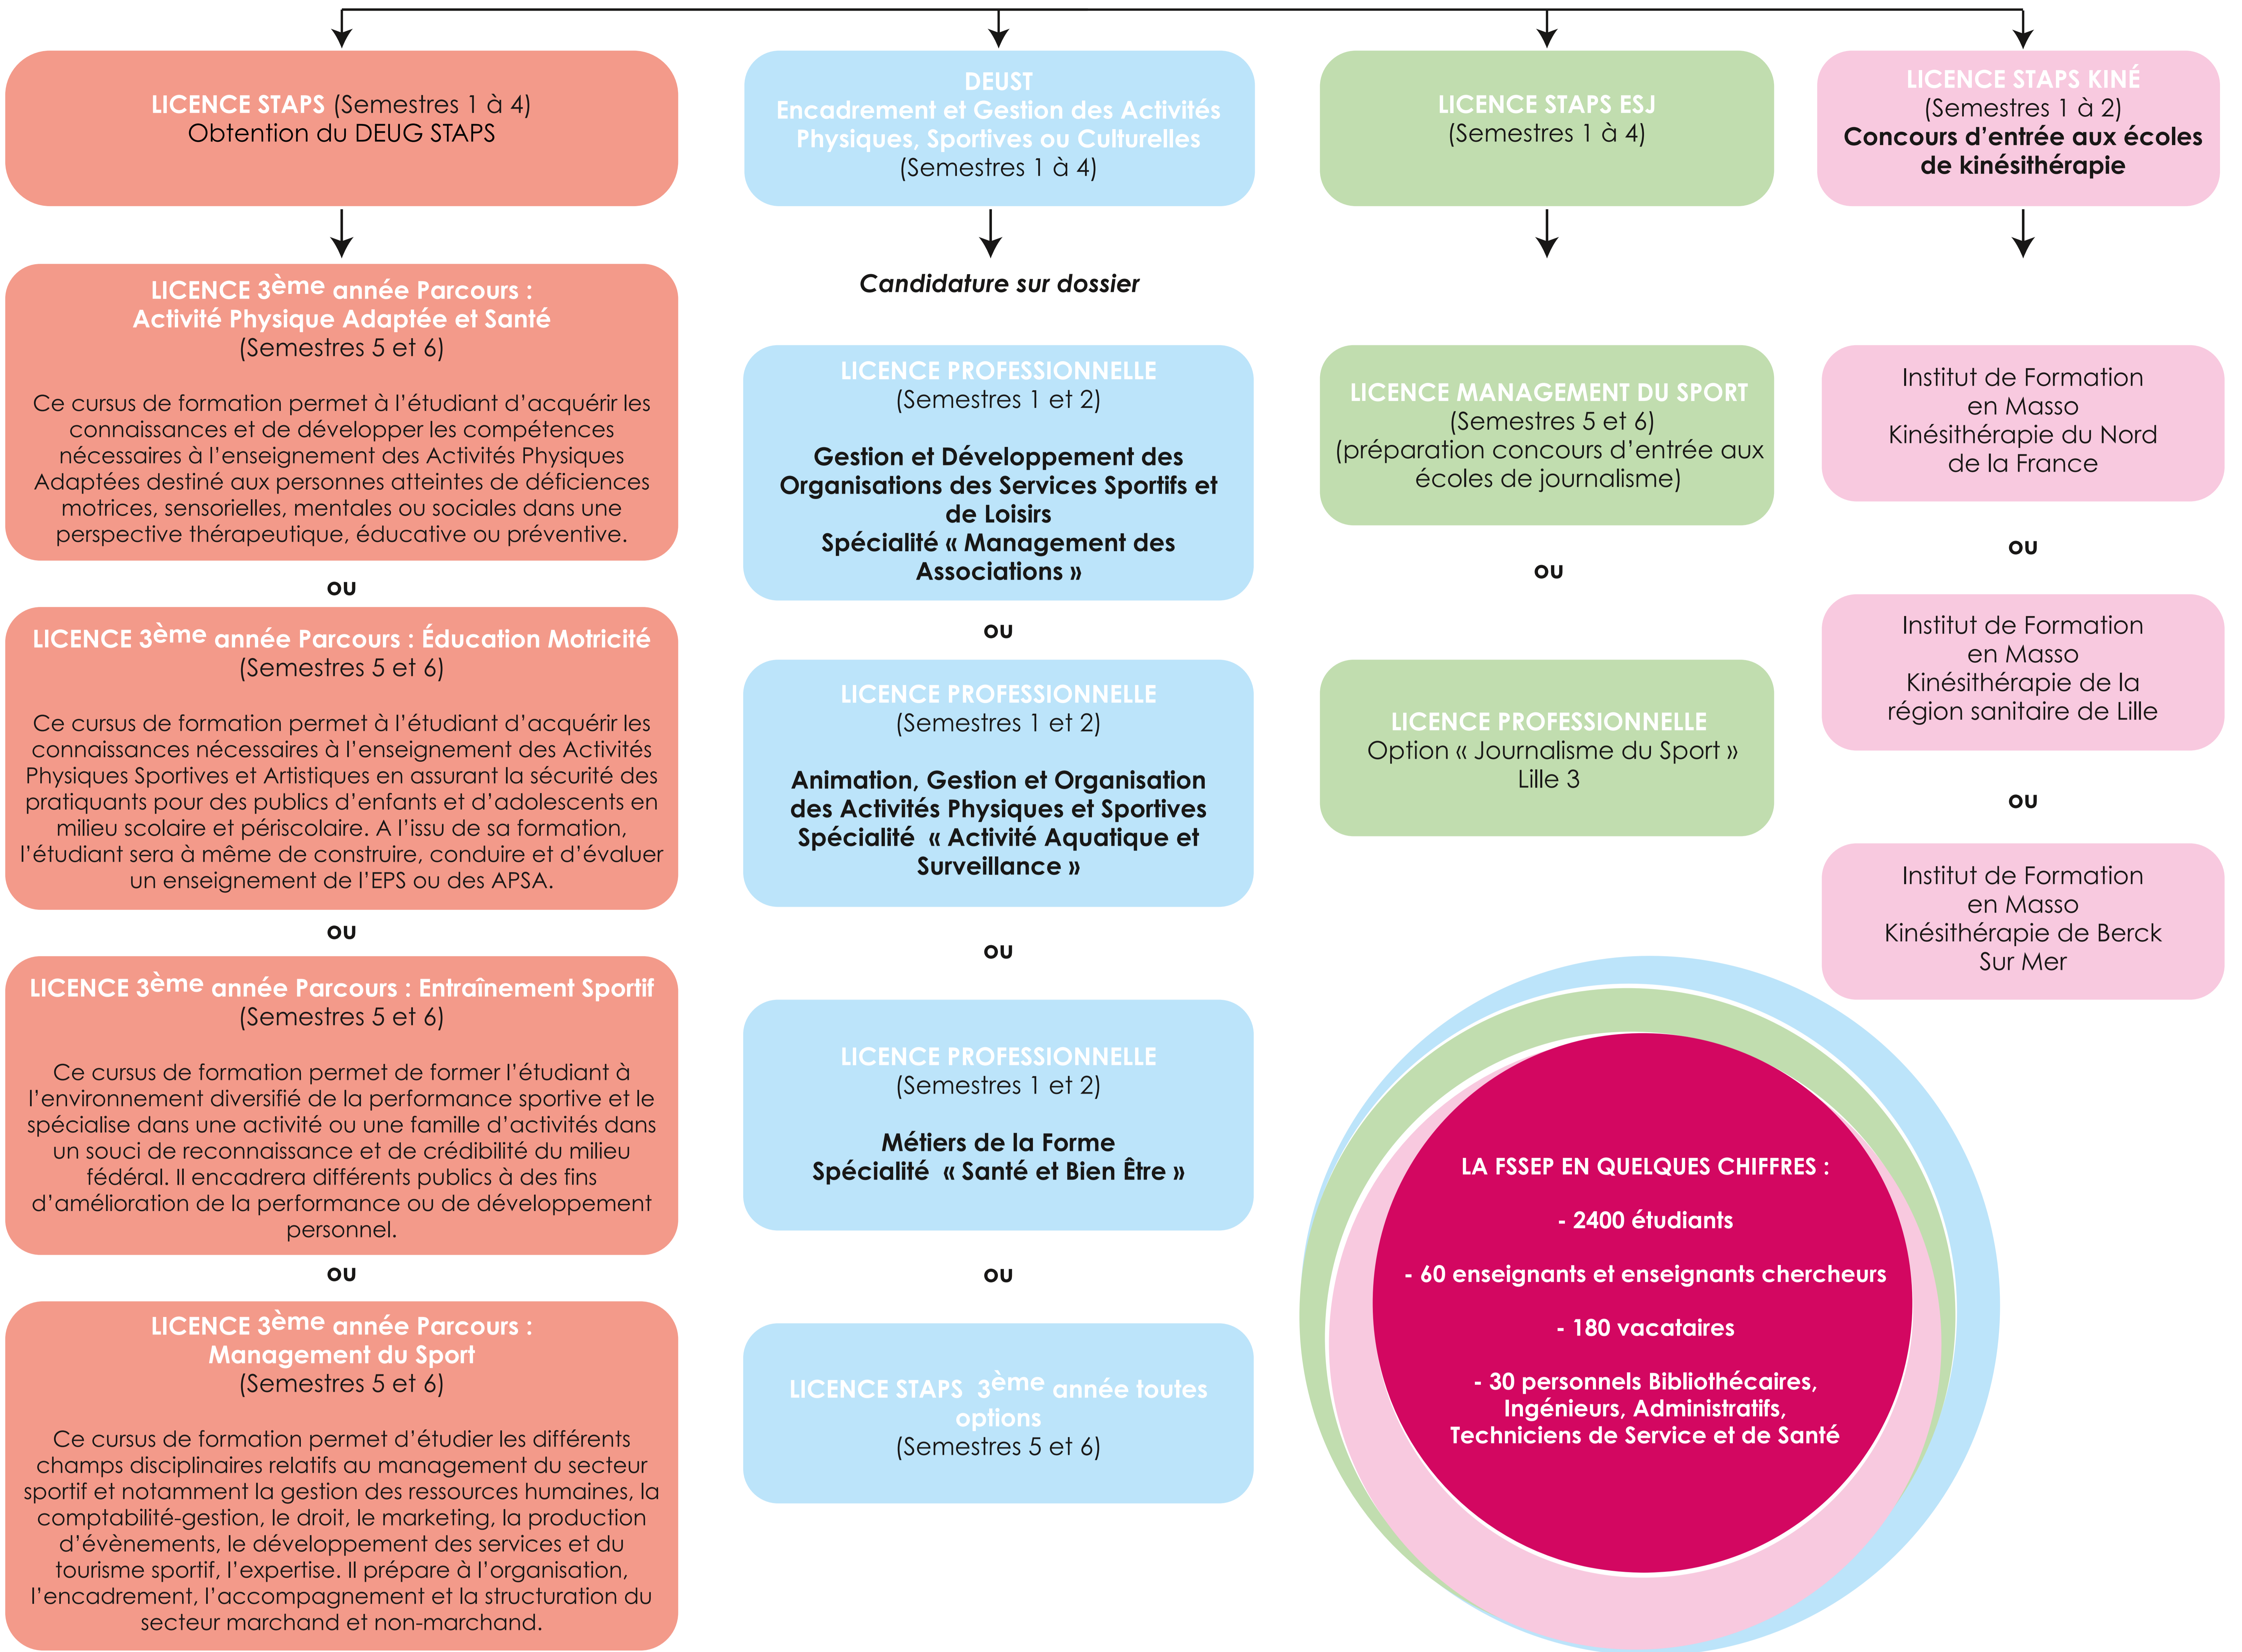 LICENCE STAPS (Semestres 1 à 4)
Obtention du DEUG STAPS
LICENCE 3ème année Parcours :
Activité Physique Adaptée et Santé
(Semestres 5 et 6)
Ce cursus de formation permet à l’étudiant d’acquérir les
connaissances et de développer les compétences
nécessaires à l’enseignement des Activités Physiques
Adaptées destiné aux personnes atteintes de déficiences
motrices, sensorielles, mentales ou sociales dans une
perspective thérapeutique, éducative ou préventive.
ou
LICENCE 3ème année Parcours : Éducation Motricité
(Semestres 5 et 6)
Ce cursus de formation permet à l’étudiant d’acquérir les
connaissances nécessaires à l’enseignement des Activités
Physiques Sportives et Artistiques en assurant la sécurité des
pratiquants pour des publics d’enfants et d’adolescents en
milieu scolaire et périscolaire. A l’issu de sa formation,
l’étudiant sera à même de construire, conduire et d’évaluer
un enseignement de l’EPS ou des APSA.
ou
LICENCE 3ème année Parcours : Entraînement Sportif
(Semestres 5 et 6)
Ce cursus de formation permet de former l’étudiant à
l’environnement diversifié de la performance sportive et le
spécialise dans une activité ou une famille d’activités dans
un souci de reconnaissance et de crédibilité du milieu
fédéral. Il encadrera différents publics à des fins
d’amélioration de la performance ou de développement
personnel.
ou
LICENCE 3ème année Parcours :
Management du Sport
(Semestres 5 et 6)
Ce cursus de formation permet d’étudier les différents
champs disciplinaires relatifs au management du secteur
sportif et notamment la gestion des ressources humaines, la
comptabilité-gestion, le droit, le marketing, la production
d’évènements, le développement des services et du
tourisme sportif, l’expertise. Il prépare à l’organisation,
l’encadrement, l’accompagnement et la structuration du
secteur marchand et non-marchand.
DEUST
Encadrement et Gestion des Activités
Physiques, Sportives ou Culturelles
(Semestres 1 à 4)
Candidature sur dossier
LICENCE PROFESSIONNELLE
(Semestres 1 et 2)
Gestion et Développement des
Organisations des Services Sportifs et
de Loisirs
Spécialité « Management des
Associations »
ou
LICENCE PROFESSIONNELLE
(Semestres 1 et 2)
Animation, Gestion et Organisation
des Activités Physiques et Sportives
Spécialité « Activité Aquatique et
Surveillance »
ou
LICENCE PROFESSIONNELLE
(Semestres 1 et 2)
Métiers de la Forme
Spécialité « Santé et Bien Être »
ou
LICENCE STAPS 3ème année toutes
options
(Semestres 5 et 6)
LICENCE STAPS ESJ
(Semestres 1 à 4)
LICENCE MANAGEMENT DU SPORT
(Semestres 5 et 6)
(préparation concours d’entrée aux
écoles de journalisme)
ou
LICENCE PROFESSIONNELLE
Option « Journalisme du Sport »
Lille 3
LICENCE STAPS KINÉ
(Semestres 1 à 2)
Concours d’entrée aux écoles
de kinésithérapie
Institut de Formation
en Masso
Kinésithérapie du Nord
de la France
ou
Institut de Formation
en Masso
Kinésithérapie de la
région sanitaire de Lille
ou
Institut de Formation
en Masso
Kinésithérapie de Berck
Sur Mer
LA FSSEP EN QUELQUES CHIFFRES :
- 2400 étudiants
- 60 enseignants et enseignants chercheurs
- 180 vacataires
- 30 personnels Bibliothécaires,
Ingénieurs, Administratifs,
Techniciens de Service et de Santé